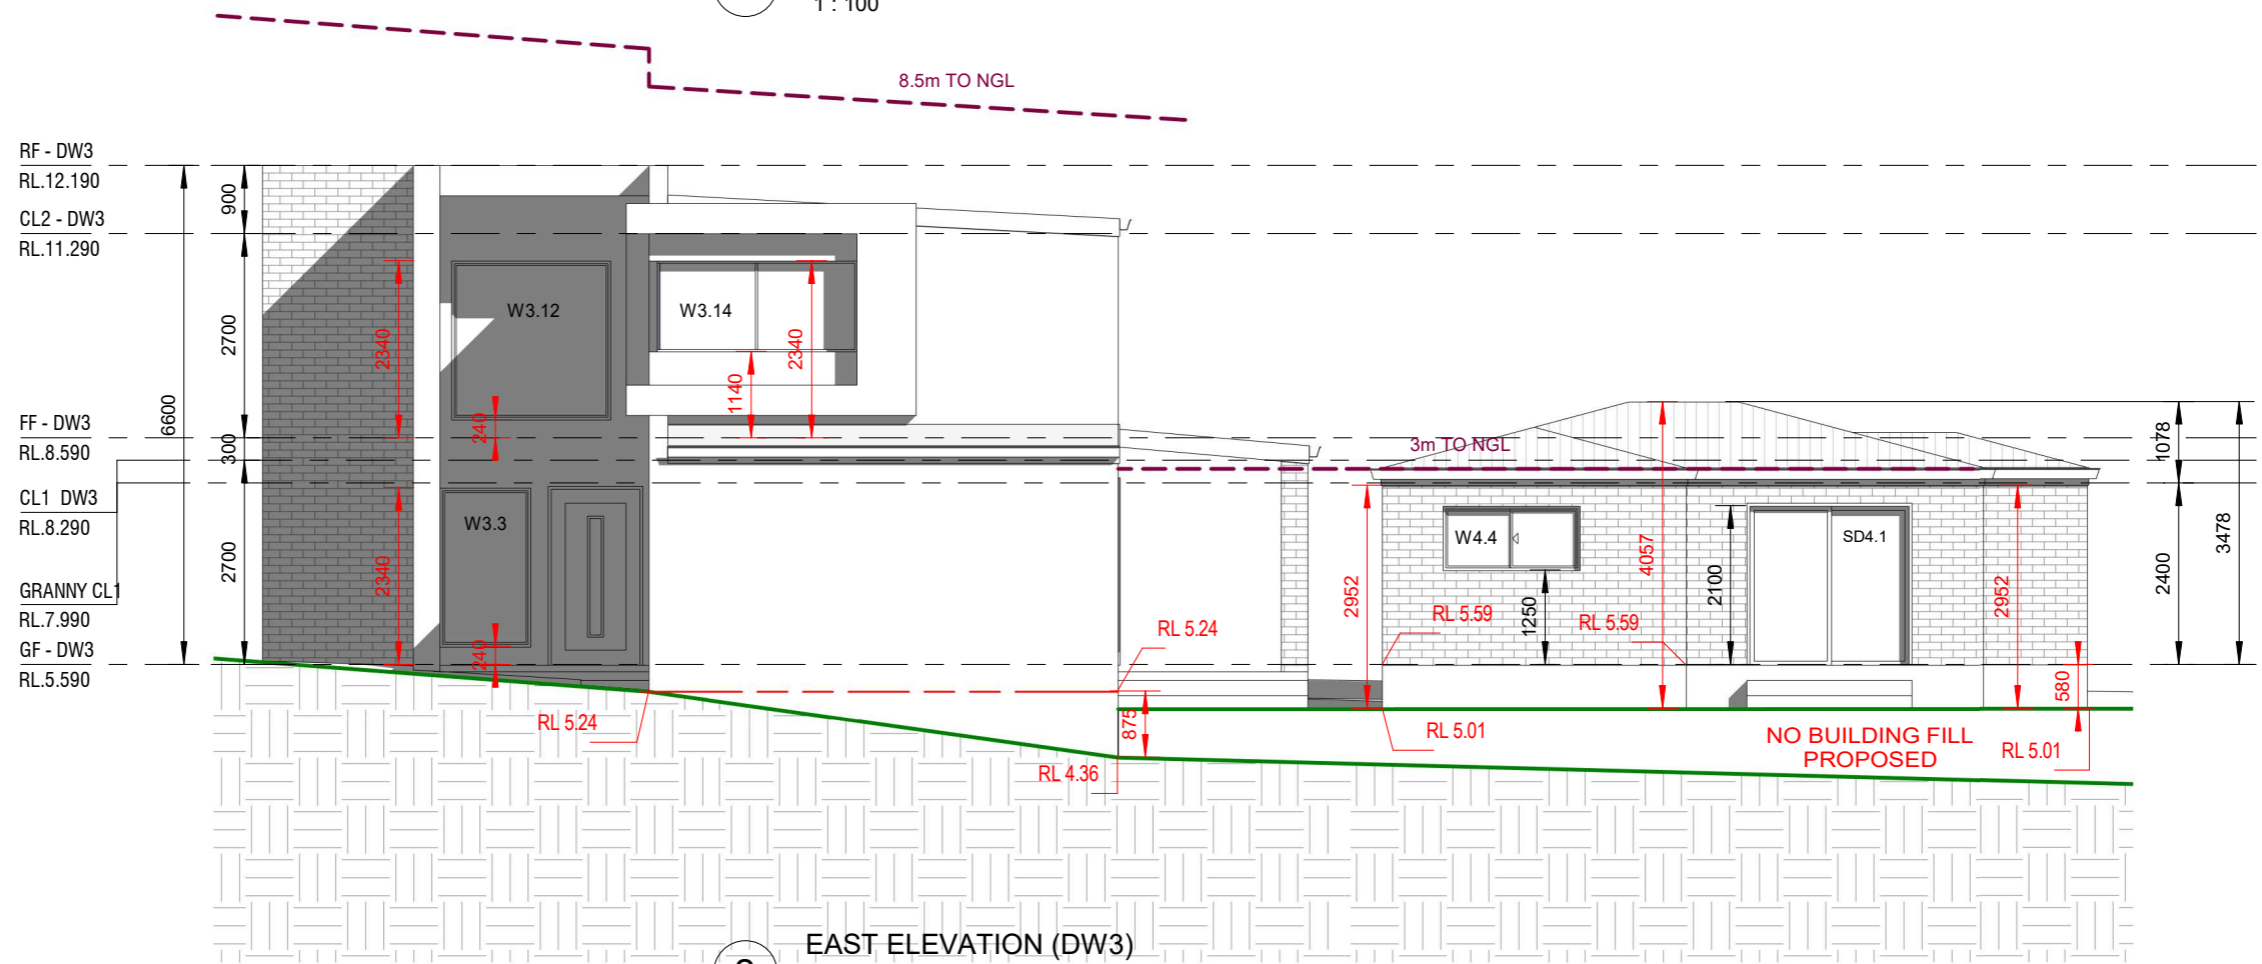 1 : 100
8.5m TO NGL
RF - DW3
RL.12.190
CL2 - DW3
RL.11.290
FF - DW3
RL.8.590
CL1 DW3
RL.8.290
GRANNY CL1
RL.7.990
GF - DW3
RL.5.590
6600
900
2700
300
2700
2340
2340
240
240
W3.12
W3.3
W3.14
1140
2340
3m TO NGL
W4.4
SD4.1
2952
1250
4057
2100
2952
580
1078
2400
3478
RL 5.59
RL 5.59
RL 5.24
RL 5.24
875
RL 4.36
RL 5.01
NO BUILDING FILL
PROPOSED
RL 5.01
EAST ELEVATION (DW3)